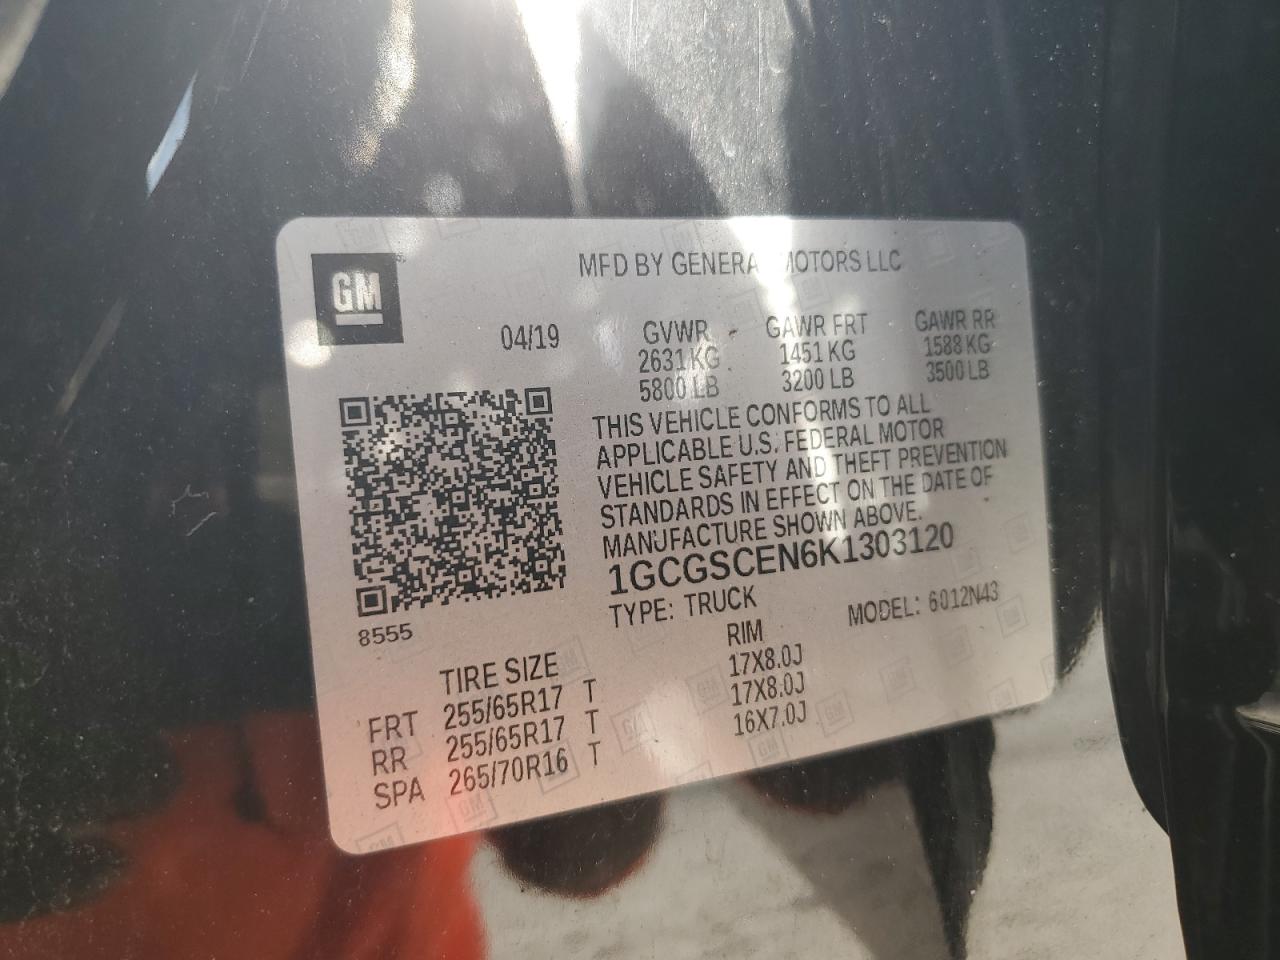 GM
MFD BY GENERAL MOTORS LLC
04/19
GVWR GAWR FRT GAWR RR
2631 KG 1451 KG 1588 KG
5800 LB 3200 LB 3500 LB
THIS VEHICLE CONFORMS TO ALL
APPLICABLE U.S. FEDERAL MOTOR
VEHICLE SAFETY AND THEFT PREVENTION
STANDARDS IN EFFECT ON THE DATE OF
MANUFACTURE SHOWN ABOVE.
1GCGSCEN6K1303120
TYPE: TRUCK MODEL: 6012N43
8555
TIRE SIZE RIM
FRT 255/65R17 T 17X8.0J
RR 255/65R17 T 17X8.0J
SPA 265/70R16 T 16X7.0J